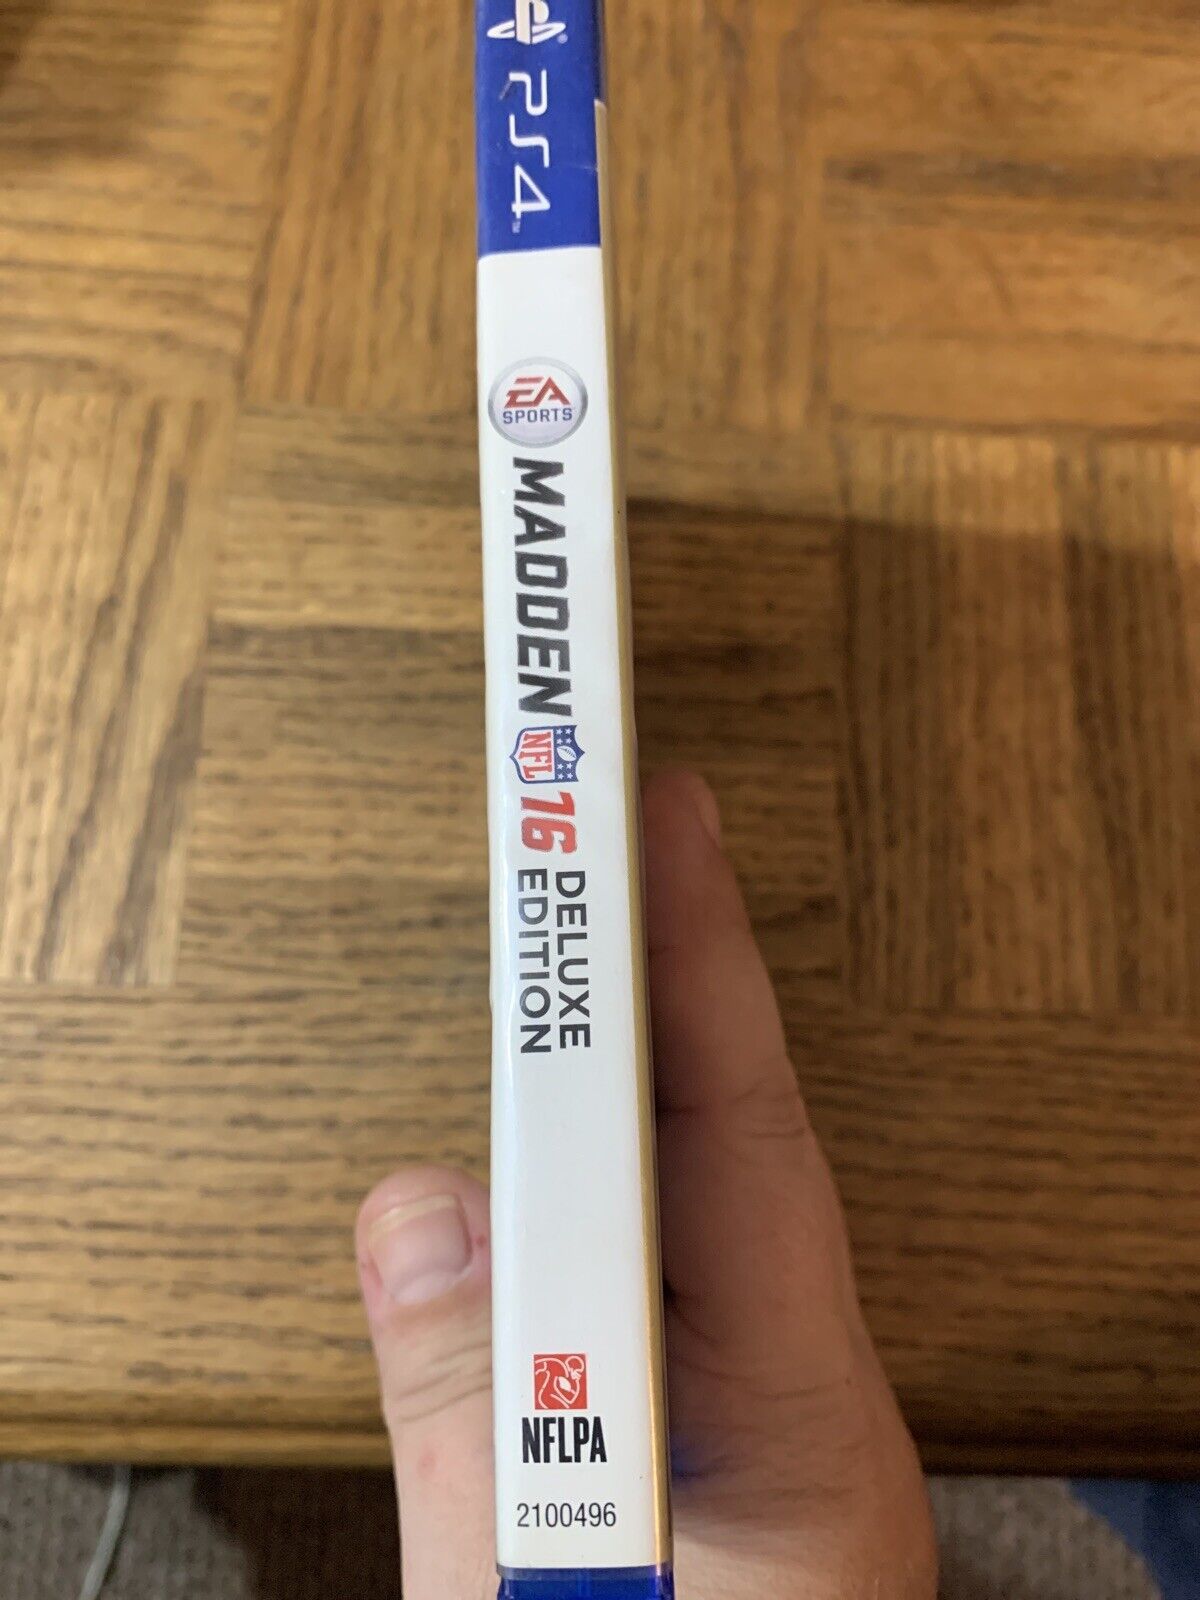 PS4
EA
SPORTS
MADDEN NFL 16
DELUXE
EDITION
NFLPA
2100496